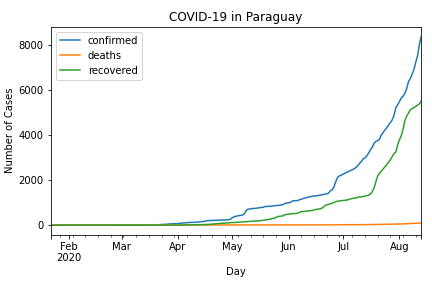 COVID-19 in Paraguay
confirmed
deaths
recovered
Number of Cases
8000
6000
4000
2000
0
Feb Mar Apr May Jun Jul Aug
2020
Day